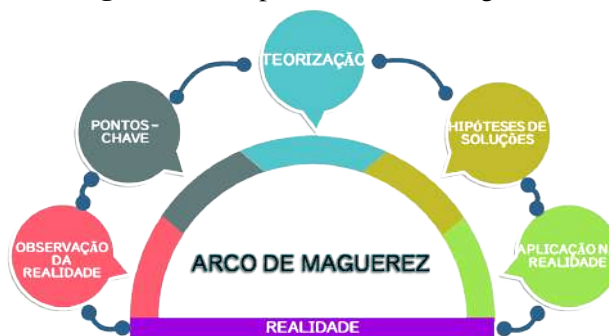 TEORIZAÇÃO
PONTOS –
CHAVE
HIPÓTESES DE
SOLUÇÕES
OBSERVAÇÃO
DA
REALIDADE
APLICAÇÃO N
REALIDADE
ARCO DE MAGUEREZ
REALIDADE